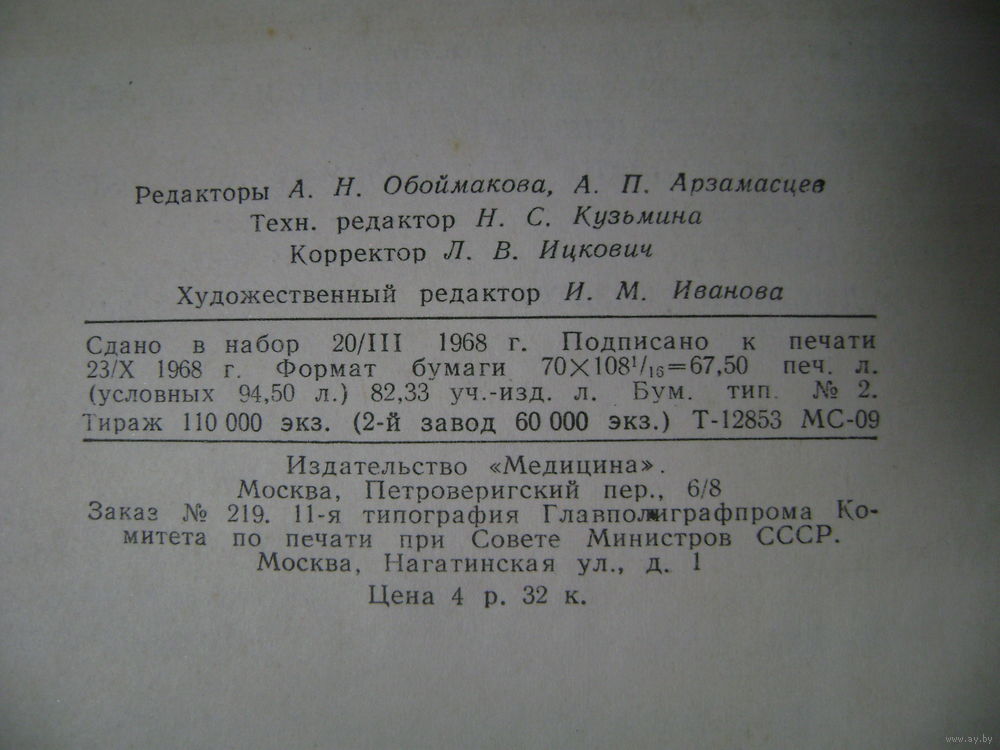 Редакторы А. Н. Обоймакова, А. П. Арзамасцев
Техн. редактор Н. С. Кузьмина
Корректор Л. В. Ицкович
Художественный редактор И. М. Иванова
Сдано в набор 20/III 1968 г. Подписано к печати
23/X 1968 г. Формат бумаги 70×108¹/₁₆=67,50 печ. л.
(условных 94,50 л.) 82,33 уч.-изд. л. Бум. тип. № 2.
Тираж 110 000 экз. (2-й завод 60 000 экз.) Т-12853 МС-09
Издательство «Медицина».
Москва, Петроверигский пер., 6/8
Заказ № 219. 11-я типография Главполиграфпрома Ко-
митета по печати при Совете Министров СССР.
Москва, Нагатинская ул., д. 1
Цена 4 р. 32 к.
www.ay.by